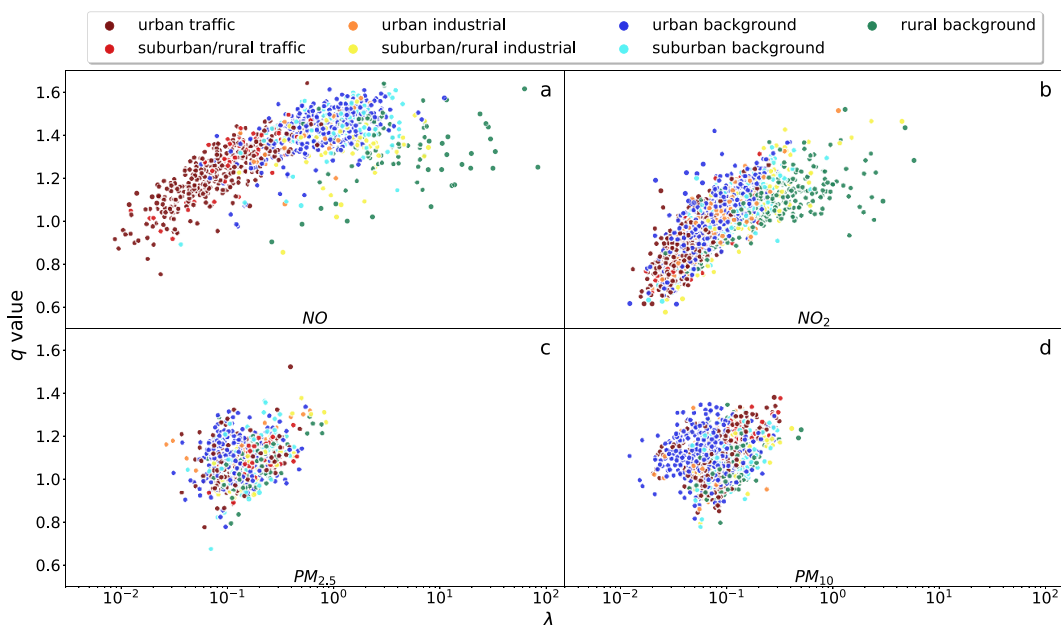 urban traffic urban industrial urban background rural background
suburban/rural traffic suburban/rural industrial suburban background
1.6 a b
1.4
1.2
1.0
0.8
0.6
NO NO₂
q value
1.6 c d
1.4
1.2
1.0
0.8
0.6
PM₂.₅ PM₁₀
10⁻² 10⁻¹ 10⁰ 10¹ 10² 10⁻² 10⁻¹ 10⁰ 10¹ 10²
λ